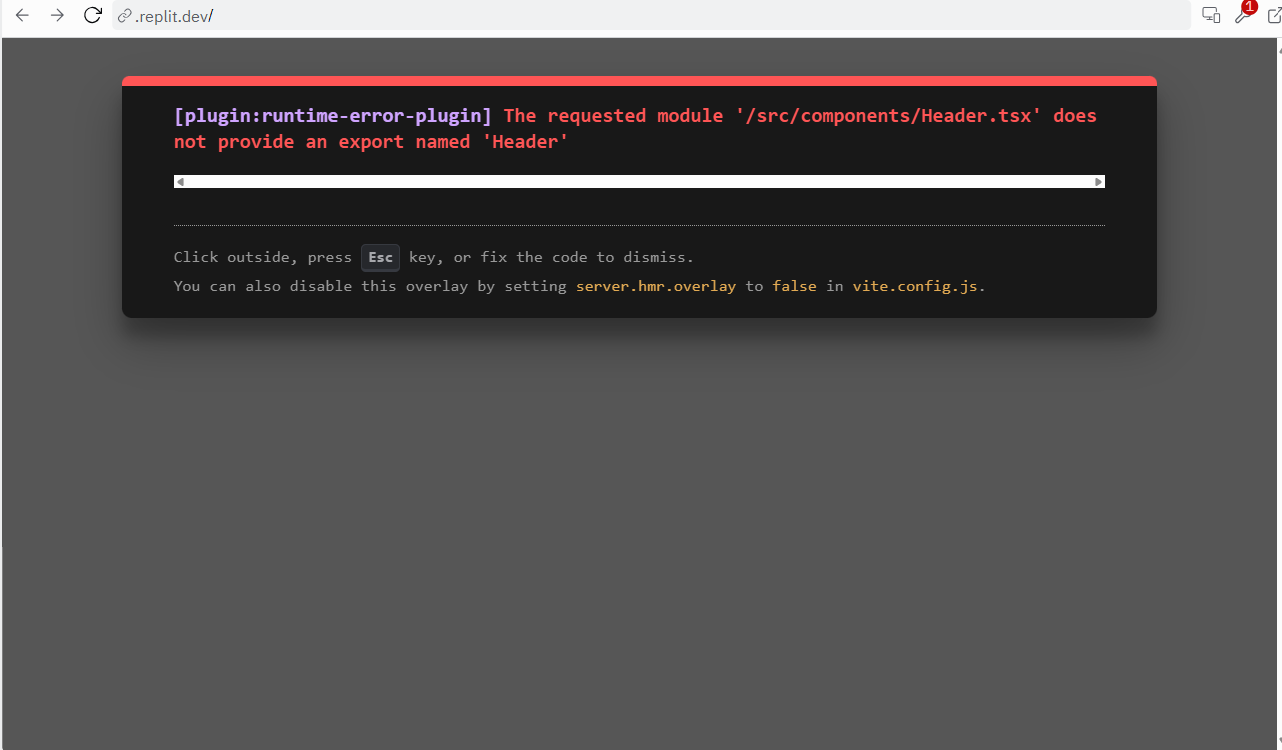 .replit.dev/
1
[plugin:runtime-error-plugin] The requested module '/src/components/Header.tsx' does
not provide an export named 'Header'
Click outside, press Esc key, or fix the code to dismiss.
You can also disable this overlay by setting server.hmr.overlay to false in vite.config.js.